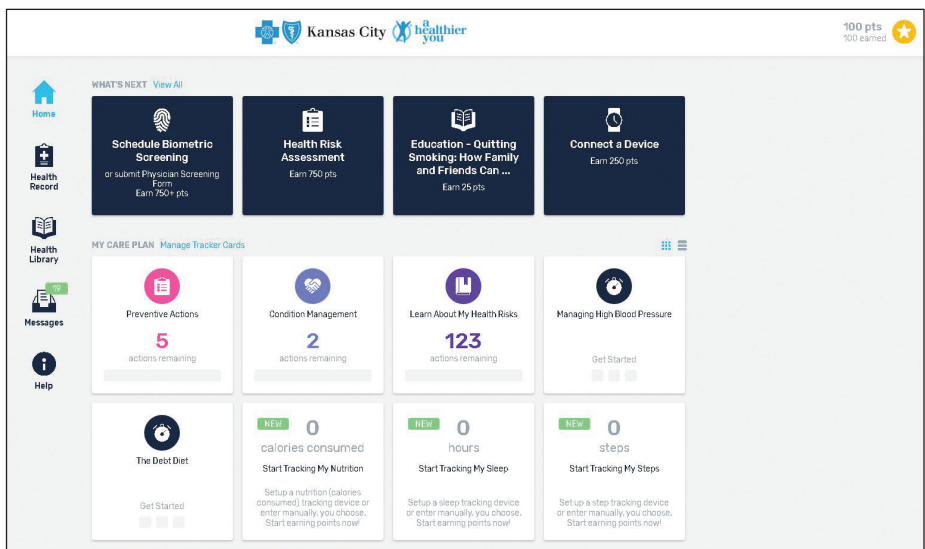 Kansas City
a healthier you
100 pts
100 earned
WHAT'S NEXT View All
Home
Health
Record
Health
Library
19
Messages
Help
Schedule Biometric
Screening
or submit Physician Screening
Form
Earn 750+ pts
Health Risk
Assessment
Earn 750 pts
Education - Quitting
Smoking: How Family
and Friends Can ...
Earn 25 pts
Connect a Device
Earn 250 pts
MY CARE PLAN Manage Tracker Cards
Preventive Actions
5
actions remaining
Condition Management
2
actions remaining
Learn About My Health Risks
123
actions remaining
Managing High Blood Pressure
Get Started
The Debt Diet
Get Started
NEW 0
calories consumed
Start Tracking My Nutrition
Setup a nutrition (calories
consumed) tracking device or
enter manually, you choose.
Start earning points now!
NEW 0
hours
Start Tracking My Sleep
Setup a sleep tracking device
or enter manually, you choose.
Start earning points now!
NEW 0
steps
Start Tracking My Steps
Set up a step tracking device
or enter manually, you choose.
Start earning points now!